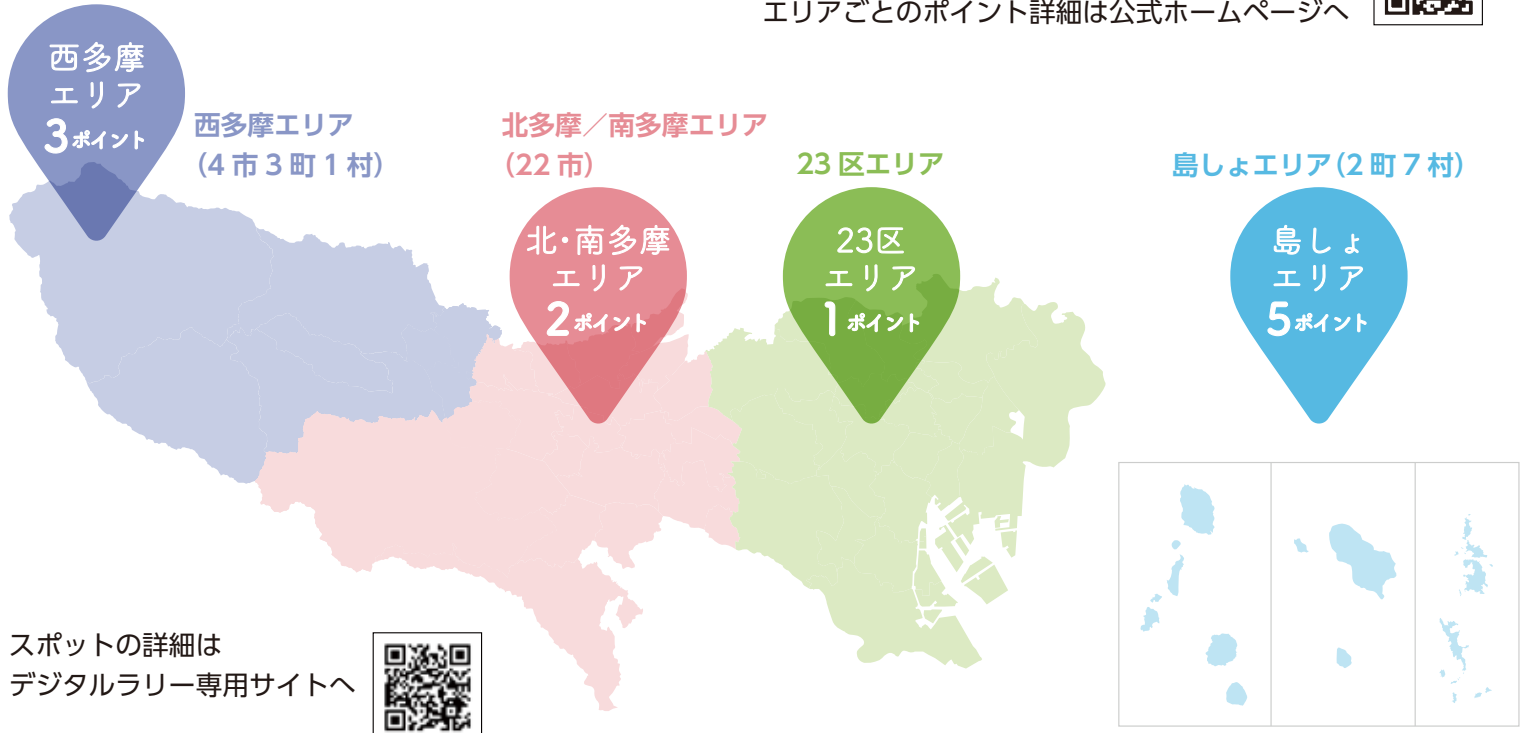 エリアごとのポイント詳細は公式ホームページへ
西多摩
エリア
3ポイント
西多摩エリア
(4市3町1村)
北多摩／南多摩エリア
(22市)
北・南多摩
エリア
2ポイント
23区エリア
23区
エリア
1ポイント
島しょエリア(2町7村)
島しょ
エリア
5ポイント
スポットの詳細は
デジタルラリー専用サイトへ